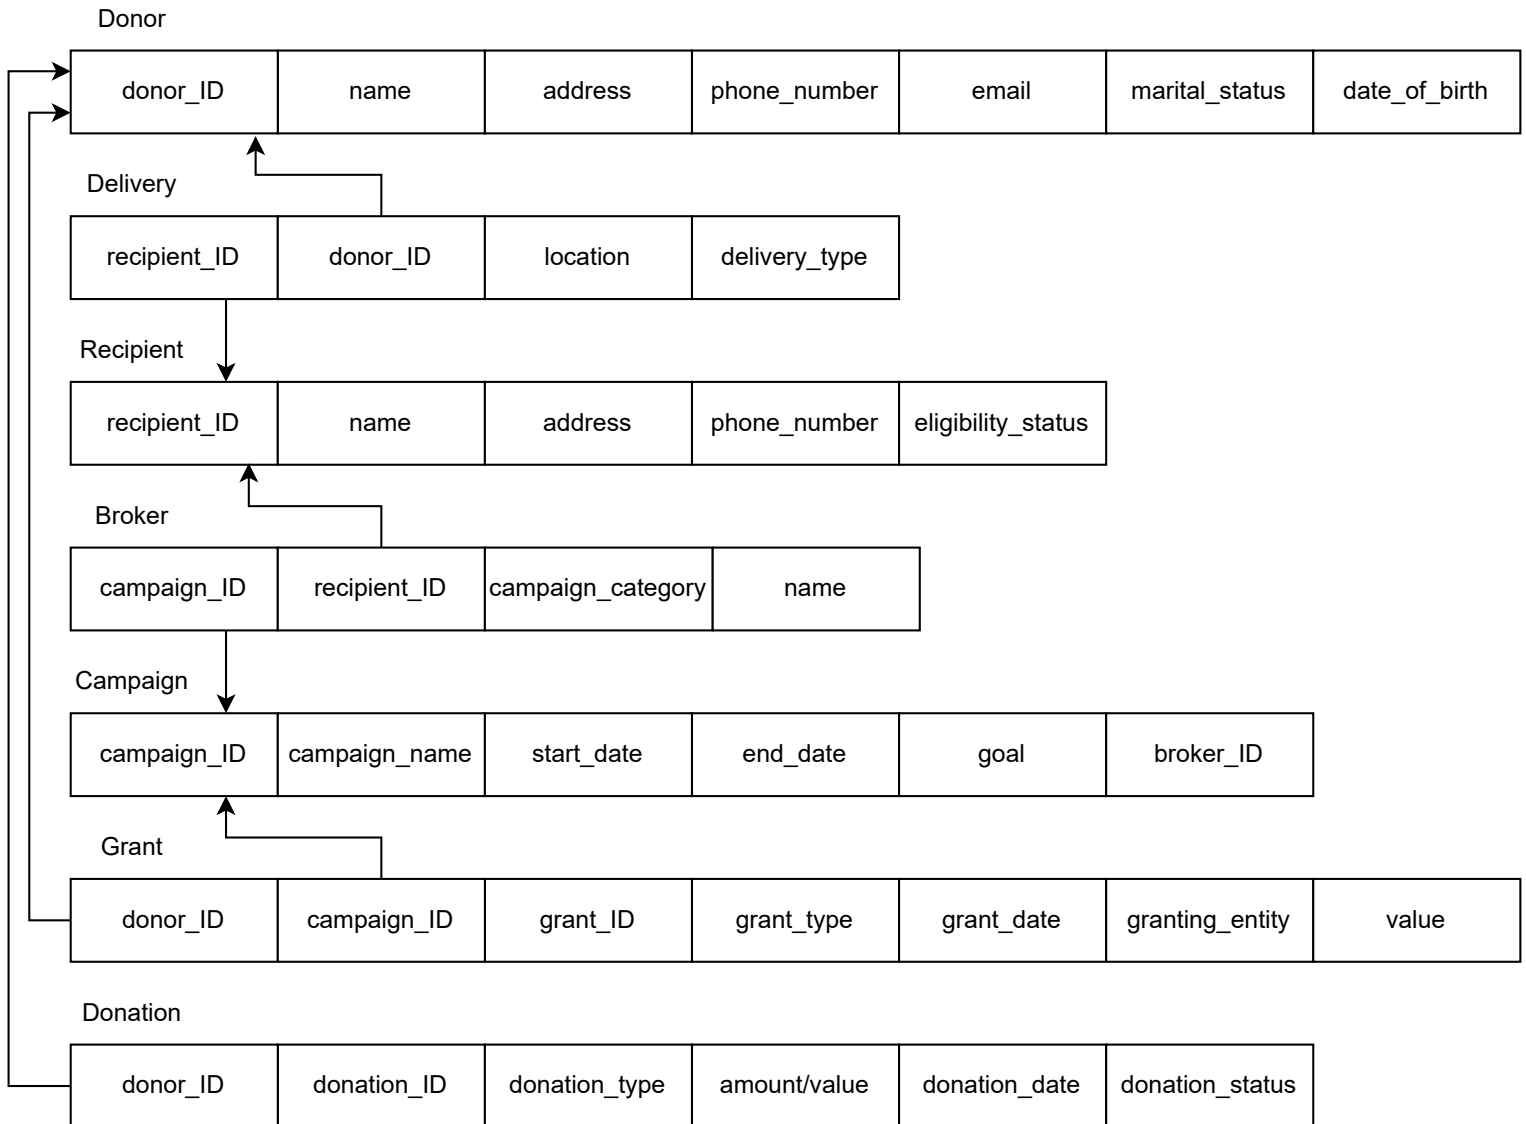 Donor
donor_ID name address phone_number email marital_status date_of_birth
Delivery
recipient_ID donor_ID location delivery_type
Recipient
recipient_ID name address phone_number eligibility_status
Broker
campaign_ID recipient_ID campaign_category name
Campaign
campaign_ID campaign_name start_date end_date goal broker_ID
Grant
donor_ID campaign_ID grant_ID grant_type grant_date granting_entity value
Donation
donor_ID donation_ID donation_type amount/value donation_date donation_status